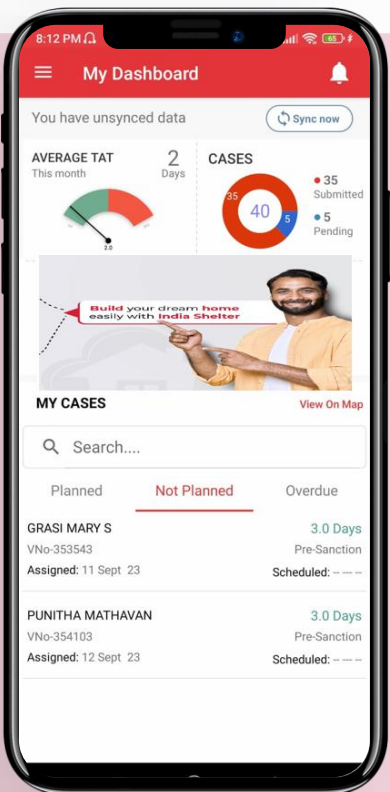 8:12 PM
65
My Dashboard
You have unsynced data
Sync now
AVERAGE TAT
This month
2
Days
2.0
CASES
35
40
5
35
Submitted
5
Pending
Build your dream home
easily with India Shelter
MY CASES
View On Map
Search....
Planned
Not Planned
Overdue
GRASI MARY S
3.0 Days
VNo-353543
Pre-Sanction
Assigned: 11 Sept 23
Scheduled: -- --- --
PUNITHA MATHAVAN
3.0 Days
VNo-354103
Pre-Sanction
Assigned: 12 Sept 23
Scheduled: -- --- --